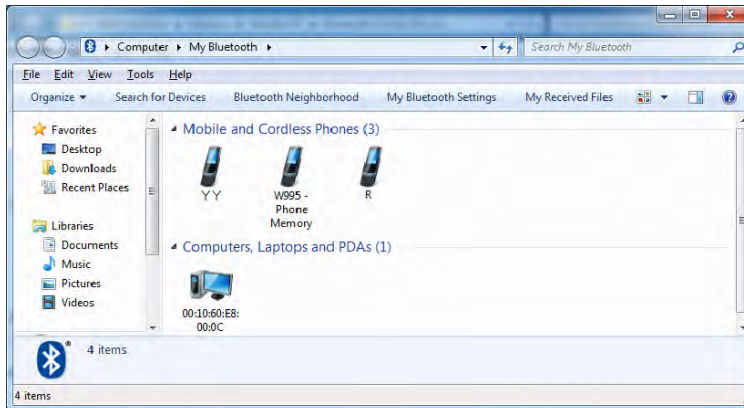 Computer ▸ My Bluetooth ▸ Search My Bluetooth
File Edit View Tools Help
Organize ▾ Search for Devices Bluetooth Neighborhood My Bluetooth Settings My Received Files
Favorites
Desktop
Downloads
Recent Places
Libraries
Documents
Music
Pictures
Videos
Mobile and Cordless Phones (3)
Y Y
W995 -
Phone
Memory
R
Computers, Laptops and PDAs (1)
00:10:60:E8:
00:0C
4 items
4 items